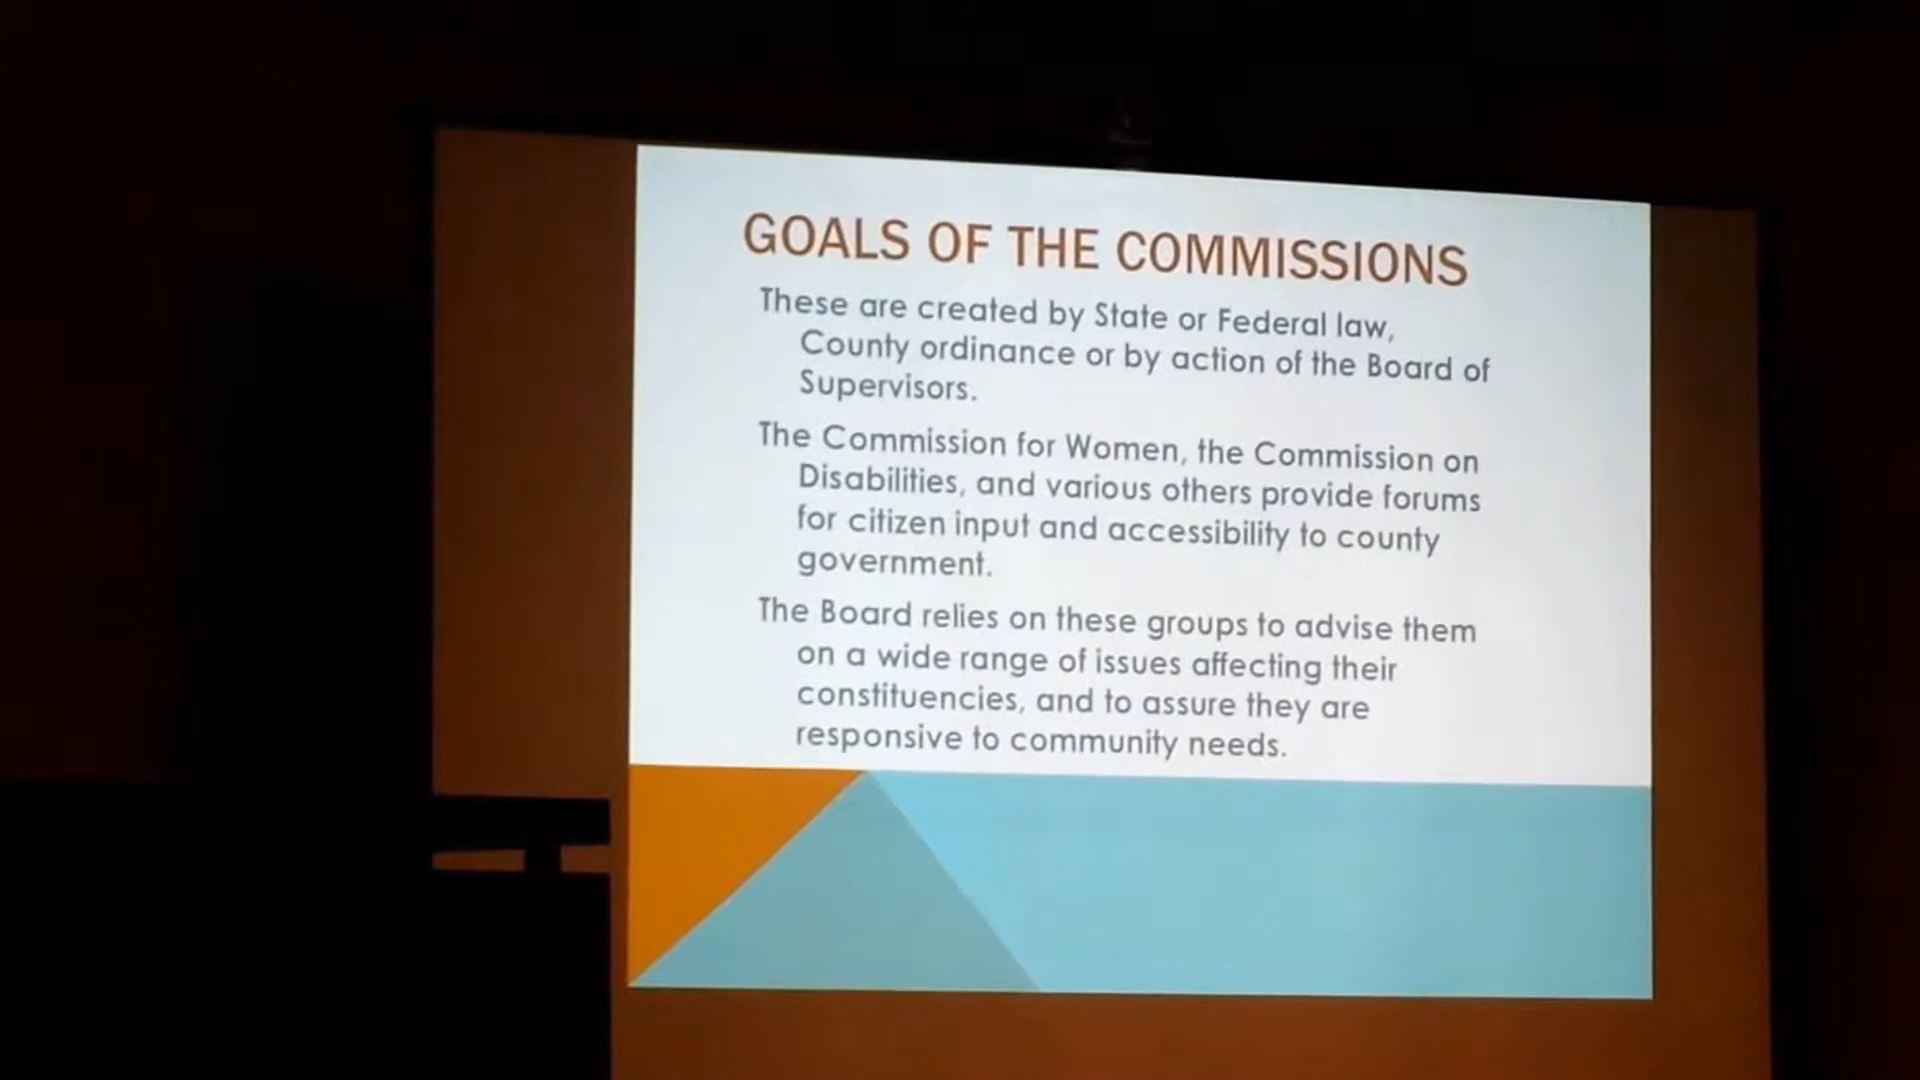 GOALS OF THE COMMISSIONS
These are created by State or Federal law,
County ordinance or by action of the Board of
Supervisors.
The Commission for Women, the Commission on
Disabilities, and various others provide forums
for citizen input and accessibility to county
government.
The Board relies on these groups to advise them
on a wide range of issues affecting their
constituencies, and to assure they are
responsive to community needs.